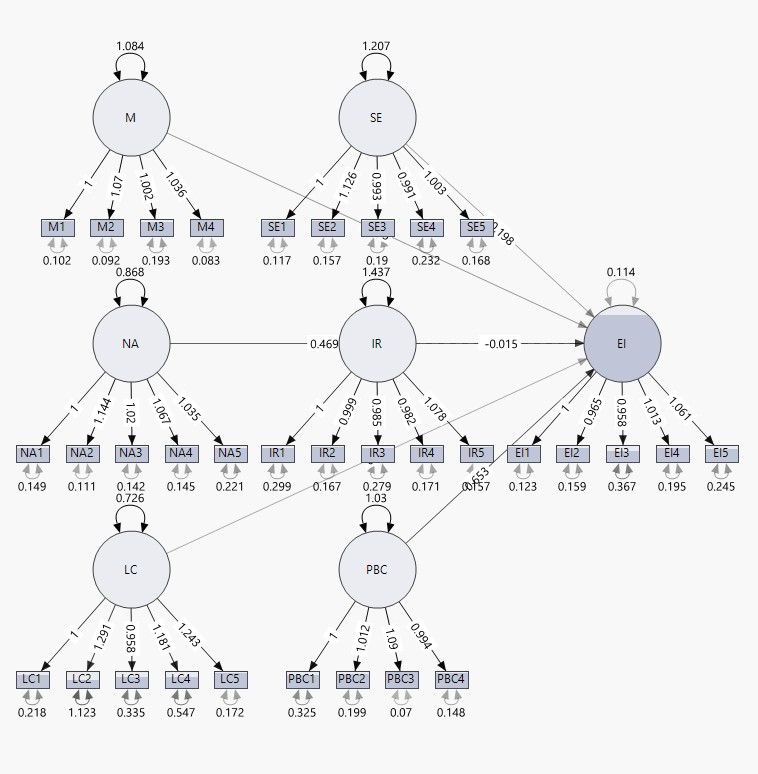 1.084 1.207
M SE
1 1.07 1.002 1.036 1 1.126 0.993 0.991 1.003
M1 M2 M3 M4 SE1 SE2 SE3 SE4 SE5
0.198
0.102 0.092 0.193 0.083 0.117 0.157 0.19 0.232 0.168
0.868 1.437 0.114
NA 0.469 IR -0.015 EI
1 1.144 1.02 1.067 1.035 1 0.999 0.985 0.982 1.078 1 0.965 0.958 1.013 1.061
NA1 NA2 NA3 NA4 NA5 IR1 IR2 IR3 IR4 IR5 EI1 EI2 EI3 EI4 EI5
0.149 0.111 0.142 0.145 0.221 0.299 0.167 0.279 0.171 0.157 0.123 0.159 0.367 0.195 0.245
0.653
0.726 1.03
LC PBC
1 1.291 0.958 1.181 1.243 1 1.012 1.09 0.994
LC1 LC2 LC3 LC4 LC5 PBC1 PBC2 PBC3 PBC4
0.218 1.123 0.335 0.547 0.172 0.325 0.199 0.07 0.148